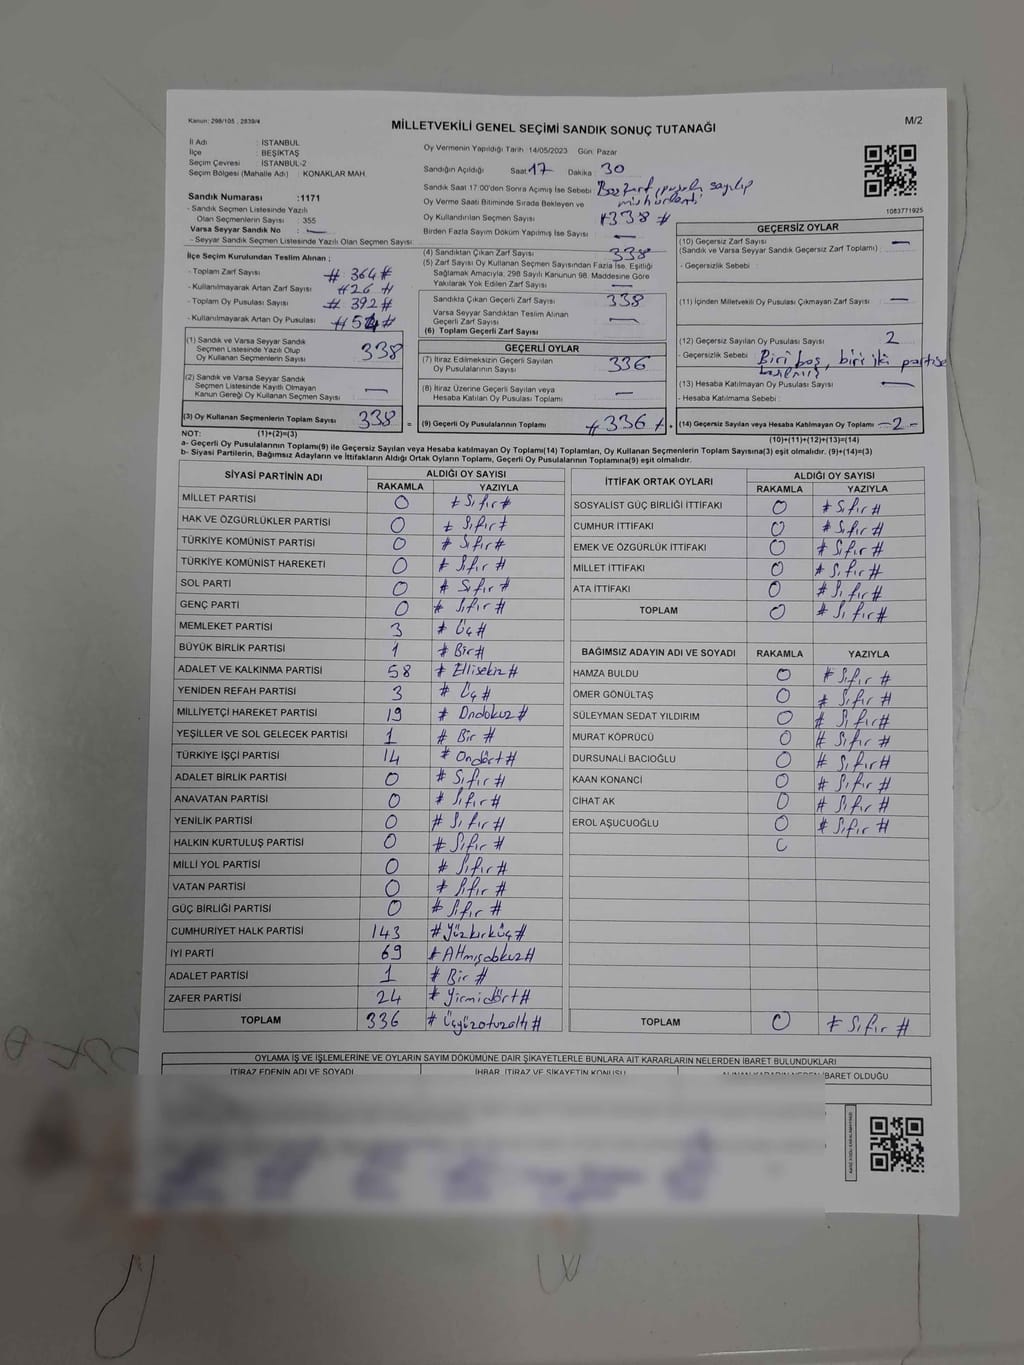 Kanun: 298/105 , 2839/4
MİLLETVEKİLİ GENEL SEÇİMİ SANDIK SONUÇ TUTANAĞI
M/2
İl Adı : İSTANBUL
İlçe : BEŞİKTAŞ
Seçim Çevresi : İSTANBUL-2
Seçim Bölgesi (Mahalle Adı) : KONAKLAR MAH.
Sandık Numarası :1171
- Sandık Seçmen Listesinde Yazılı
Olan Seçmenlerin Sayısı : 355
Varsa Seyyar Sandık No : —
- Seyyar Sandık Seçmen Listesinde Yazılı Olan Seçmen Sayısı:
Oy Vermenin Yapıldığı Tarih 14/05/2023 Gün: Pazar
Sandığın Açıldığı Saat 17 Dakika 30
Sandık Saat 17:00'den Sonra Açılmış İse Sebebi Boş zarf, pusula sayılıp
mühürlendi
Oy Verme Saati Bitiminde Sırada Bekleyen ve
Oy Kullandırılan Seçmen Sayısı #338#
Birden Fazla Sayım Döküm Yapılmış İse Sayısı —
1083771925
İlçe Seçim Kurulundan Teslim Alınan ;
- Toplam Zarf Sayısı # 364#
- Kullanılmayarak Artan Zarf Sayısı #26 #
- Toplam Oy Pusulası Sayısı # 392#
- Kullanılmayarak Artan Oy Pusulası #54#
(1) Sandık ve Varsa Seyyar Sandık
Seçmen Listesinde Yazılı Olup
Oy Kullanan Seçmenlerin Sayısı 338
(2) Sandık ve Varsa Seyyar Sandık
Seçmen Listesinde Kayıtlı Olmayan
Kanun Gereği Oy Kullanan Seçmen Sayısı —
(3) Oy Kullanan Seçmenlerin Toplam Sayısı 338 =
(1)+(2)=(3)
(4) Sandıktan Çıkan Zarf Sayısı 338
(5) Zarf Sayısı Oy Kullanan Seçmen Sayısından Fazla İse, Eşitliği
Sağlamak Amacıyla; 298 Sayılı Kanunun 98. Maddesine Göre
Yakılarak Yok Edilen Zarf Sayısı —
Sandıkta Çıkan Geçerli Zarf Sayısı 338
Varsa Seyyar Sandıktan Teslim Alınan
Geçerli Zarf Sayısı —
(6) Toplam Geçerli Zarf Sayısı
GEÇERLİ OYLAR
(7) İtiraz Edilmeksizin Geçerli Sayılan
Oy Pusulalarının Sayısı 336
(8) İtiraz Üzerine Geçerli Sayılan veya
Hesaba Katılan Oy Pusulası Toplamı —
(9) Geçerli Oy Pusulalarının Toplamı #336# +
GEÇERSİZ OYLAR
(10) Geçersiz Zarf Sayısı —
(Sandık ve Varsa Seyyar Sandık Geçersiz Zarf Toplamı)
- Geçersizlik Sebebi :
(11) İçinden Milletvekili Oy Pusulası Çıkmayan Zarf Sayısı —
(12) Geçersiz Sayılan Oy Pusulası Sayısı 2
- Geçersizlik Sebebi Biri boş, biri iki partiye
basılmış
(13) Hesaba Katılmayan Oy Pusulası Sayısı —
- Hesaba Katılmama Sebebi :
(14) Geçersiz Sayılan veya Hesaba Katılmayan Oy Toplamı -2-
(10)+(11)+(12)+(13)=(14)
NOT:
a- Geçerli Oy Pusulalarının Toplamı(9) ile Geçersiz Sayılan veya Hesaba katılmayan Oy Toplamı(14) Toplamları, Oy Kullanan Seçmenlerin Toplam Sayısına(3) eşit olmalıdır. (9)+(14)=(3)
b- Siyasi Partilerin, Bağımsız Adayların ve İttifakların Aldığı Ortak Oyların Toplamı, Geçerli Oy Pusulalarının Toplamına(9) eşit olmalıdır.
SİYASİ PARTİNİN ADI ALDIĞI OY SAYISI
RAKAMLA YAZIYLA
MİLLET PARTİSİ 0 # Sıfır #
HAK VE ÖZGÜRLÜKLER PARTİSİ 0 # Sıfır #
TÜRKİYE KOMÜNİST PARTİSİ 0 # Sıfır #
TÜRKİYE KOMÜNİST HAREKETİ 0 # Sıfır #
SOL PARTİ 0 # Sıfır #
GENÇ PARTİ 0 # Sıfır #
MEMLEKET PARTİSİ 3 # Üç #
BÜYÜK BİRLİK PARTİSİ 1 # Bir #
ADALET VE KALKINMA PARTİSİ 58 # Ellisekiz #
YENİDEN REFAH PARTİSİ 3 # Üç #
MİLLİYETÇİ HAREKET PARTİSİ 19 # Ondokuz #
YEŞİLLER VE SOL GELECEK PARTİSİ 1 # Bir #
TÜRKİYE İŞÇİ PARTİSİ 14 # Ondört #
ADALET BİRLİK PARTİSİ 0 # Sıfır #
ANAVATAN PARTİSİ 0 # Sıfır #
YENİLİK PARTİSİ 0 # Sıfır #
HALKIN KURTULUŞ PARTİSİ 0 # Sıfır #
MİLLİ YOL PARTİSİ 0 # Sıfır #
VATAN PARTİSİ 0 # Sıfır #
GÜÇ BİRLİĞİ PARTİSİ 0 # Sıfır #
CUMHURİYET HALK PARTİSİ 143 # Yüzkırküç #
İYİ PARTİ 69 # Altmışdokuz #
ADALET PARTİSİ 1 # Bir #
ZAFER PARTİSİ 24 # Yirmidört #
TOPLAM 336 # Üçyüzotuzaltı #
İTTİFAK ORTAK OYLARI ALDIĞI OY SAYISI
RAKAMLA YAZIYLA
SOSYALİST GÜÇ BİRLİĞİ İTTİFAKI 0 # Sıfır #
CUMHUR İTTİFAKI 0 # Sıfır #
EMEK VE ÖZGÜRLÜK İTTİFAKI 0 # Sıfır #
MİLLET İTTİFAKI 0 # Sıfır #
ATA İTTİFAKI 0 # Sıfır #
TOPLAM 0 # Sıfır #
BAĞIMSIZ ADAYIN ADI VE SOYADI RAKAMLA YAZIYLA
HAMZA BULDU 0 # Sıfır #
ÖMER GÖNÜLTAŞ 0 # Sıfır #
SÜLEYMAN SEDAT YILDIRIM 0 # Sıfır #
MURAT KÖPRÜCÜ 0 # Sıfır #
DURSUNALİ BACIOĞLU 0 # Sıfır #
KAAN KONANCI 0 # Sıfır #
CİHAT AK 0 # Sıfır #
EROL AŞUCUOĞLU 0 # Sıfır #
TOPLAM 0 # Sıfır #
OYLAMA İŞ VE İŞLEMLERİNE VE OYLARIN SAYIM DÖKÜMÜNE DAİR ŞİKAYETLERLE BUNLARA AİT KARARLARIN NELERDEN İBARET BULUNDUKLARI
İTİRAZ EDENİN ADI VE SOYADI İHBAR, İTİRAZ VE ŞİKAYETİN KONUSU ALINAN KARARIN NEDEN İBARET OLDUĞU